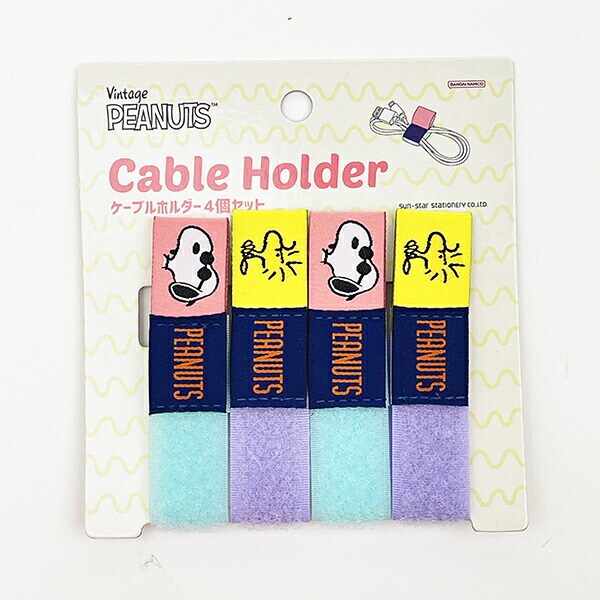 Vintage
PEANUTS™
BANDAI NAMCO
Cable Holder
ケーブルホルダー4個セット
sun-star stationery co.,ltd.
PEANUTS
PEANUTS
PEANUTS
PEANUTS